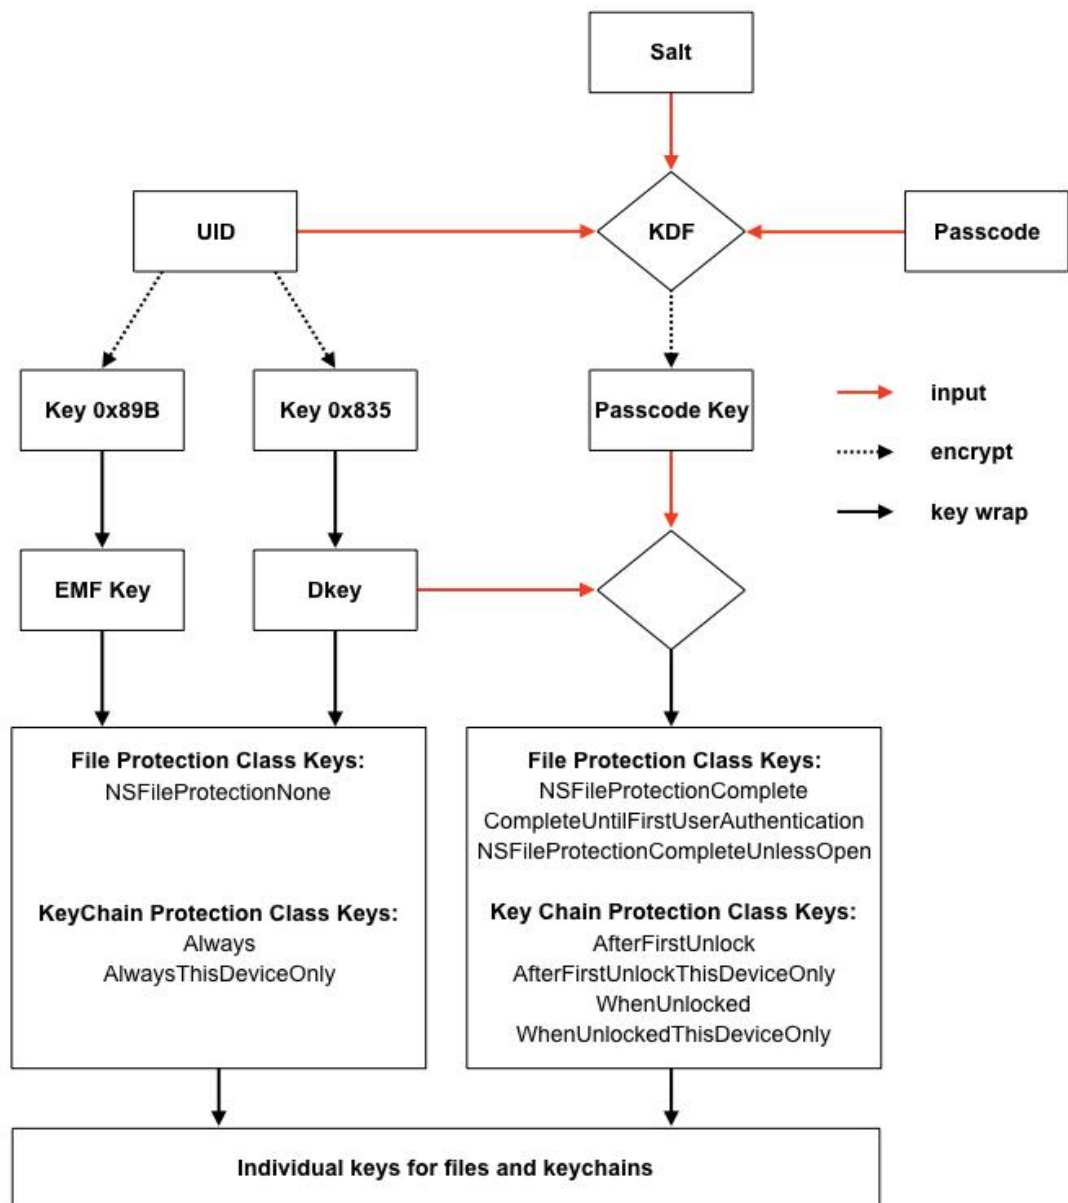 Salt
UID
KDF
Passcode
Key 0x89B
Key 0x835
Passcode Key
input
encrypt
key wrap
EMF Key
Dkey
File Protection Class Keys:
NSFileProtectionNone
KeyChain Protection Class Keys:
Always
AlwaysThisDeviceOnly
File Protection Class Keys:
NSFileProtectionComplete
CompleteUntilFirstUserAuthentication
NSFileProtectionCompleteUnlessOpen
Key Chain Protection Class Keys:
AfterFirstUnlock
AfterFirstUnlockThisDeviceOnly
WhenUnlocked
WhenUnlockedThisDeviceOnly
Individual keys for files and keychains